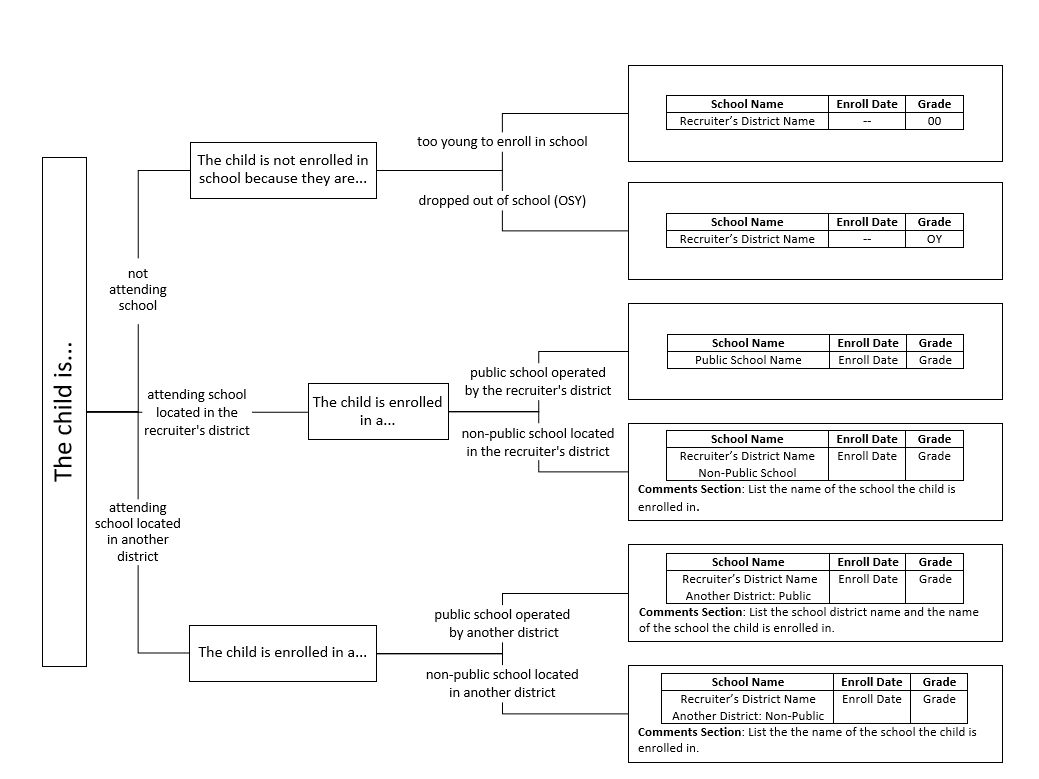 The child is...
not
attending
school
attending school
located in the
recruiter's district
attending
school located
in another
district
The child is not enrolled in
school because they are...
too young to enroll in school
dropped out of school (OSY)
School Name Enroll Date Grade
Recruiter’s District Name -- 00
School Name Enroll Date Grade
Recruiter’s District Name -- OY
The child is enrolled
in a...
public school operated
by the recruiter's district
non-public school located
in the recruiter's district
School Name Enroll Date Grade
Public School Name Enroll Date Grade
School Name Enroll Date Grade
Recruiter’s District Name Enroll Date Grade
Non-Public School
Comments Section: List the name of the school the child is
enrolled in.
The child is enrolled in a...
public school operated
by another district
non-public school located
in another district
School Name Enroll Date Grade
Recruiter’s District Name Enroll Date Grade
Another District: Public
Comments Section: List the school district name and the name
of the school the child is enrolled in.
School Name Enroll Date Grade
Recruiter’s District Name Enroll Date Grade
Another District: Non-Public
Comments Section: List the the name of the school the child is
enrolled in.